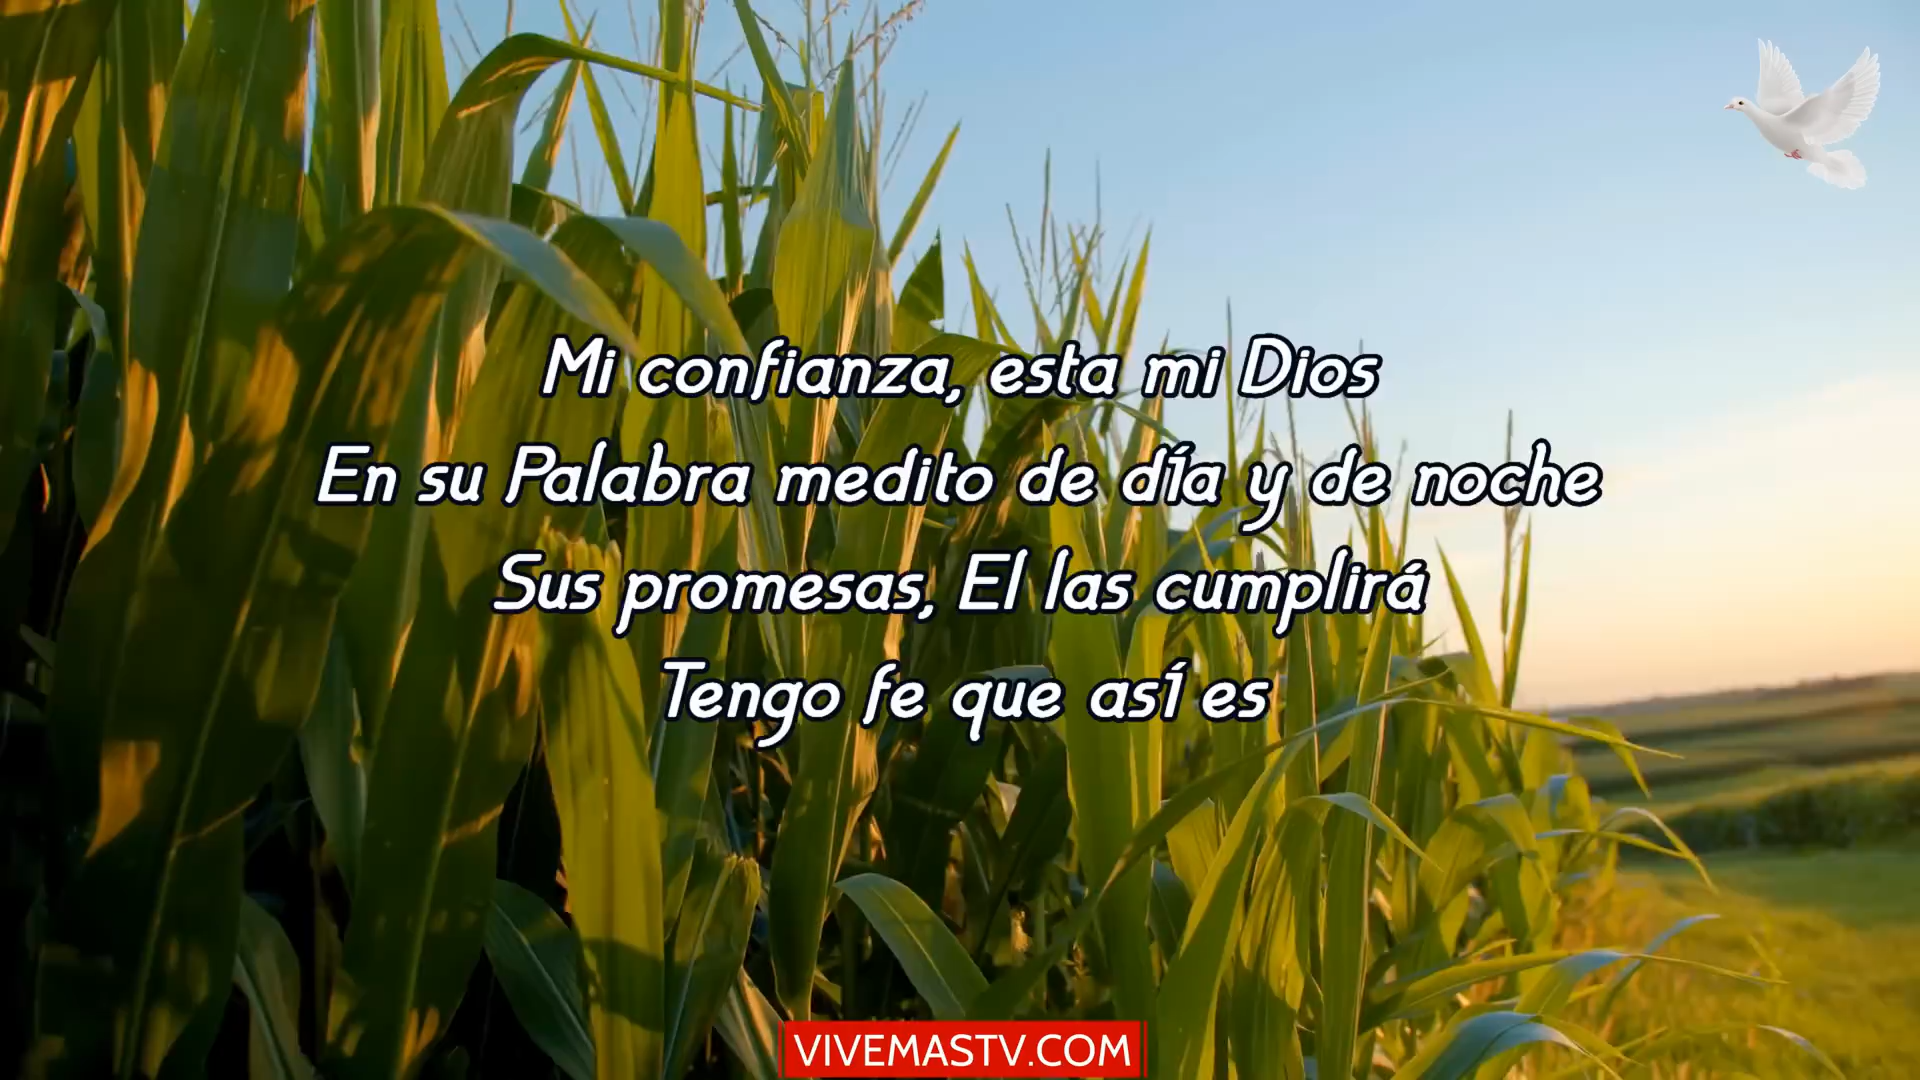 Mi confianza, esta mi Dios
En su Palabra medito de día y de noche
Sus promesas, El las cumplirá
Tengo fe que así es
VIVEMASTV.COM